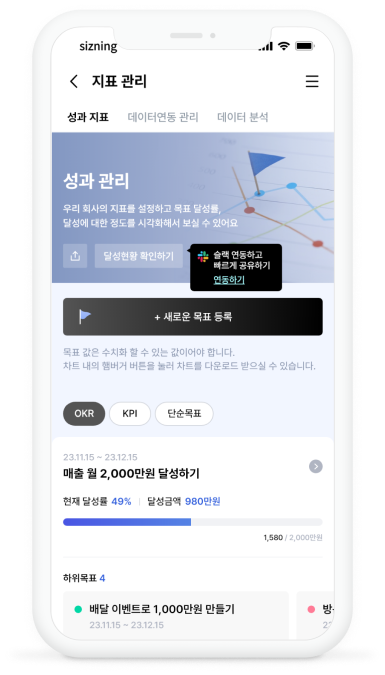 sizning
지표 관리
성과 지표 데이터연동 관리 데이터 분석
성과 관리
우리 회사의 지표를 설정하고 목표 달성률,
달성에 대한 정도를 시각화해서 보실 수 있어요
달성현황 확인하기
슬랙 연동하고
빠르게 공유하기
연동하기
+ 새로운 목표 등록
목표 값은 수치화 할 수 있는 값이어야 합니다.
차트 내의 햄버거 버튼을 눌러 차트를 다운로드 받으실 수 있습니다.
OKR KPI 단순목표
23.11.15 ~ 23.12.15
매출 월 2,000만원 달성하기
현재 달성률 49% 달성금액 980만원
1,580 / 2,000만원
하위목표 4
배달 이벤트로 1,000만원 만들기
23.11.15 ~ 23.12.15